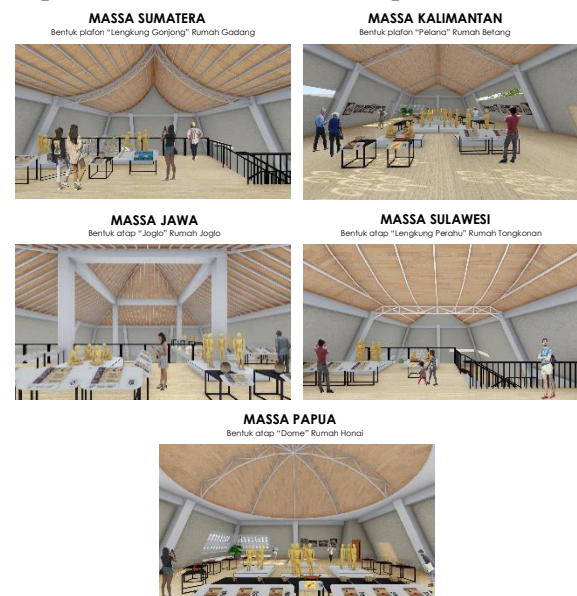 MASSA SUMATERA
Bentuk plafon “Lengkung Gonjong” Rumah Gadang
MASSA KALIMANTAN
Bentuk plafon “Pelana” Rumah Betang
MASSA JAWA
Bentuk atap “Joglo” Rumah Joglo
MASSA SULAWESI
Bentuk atap “Lengkung Perahu” Rumah Tongkonan
MASSA PAPUA
Bentuk atap “Dome” Rumah Honai